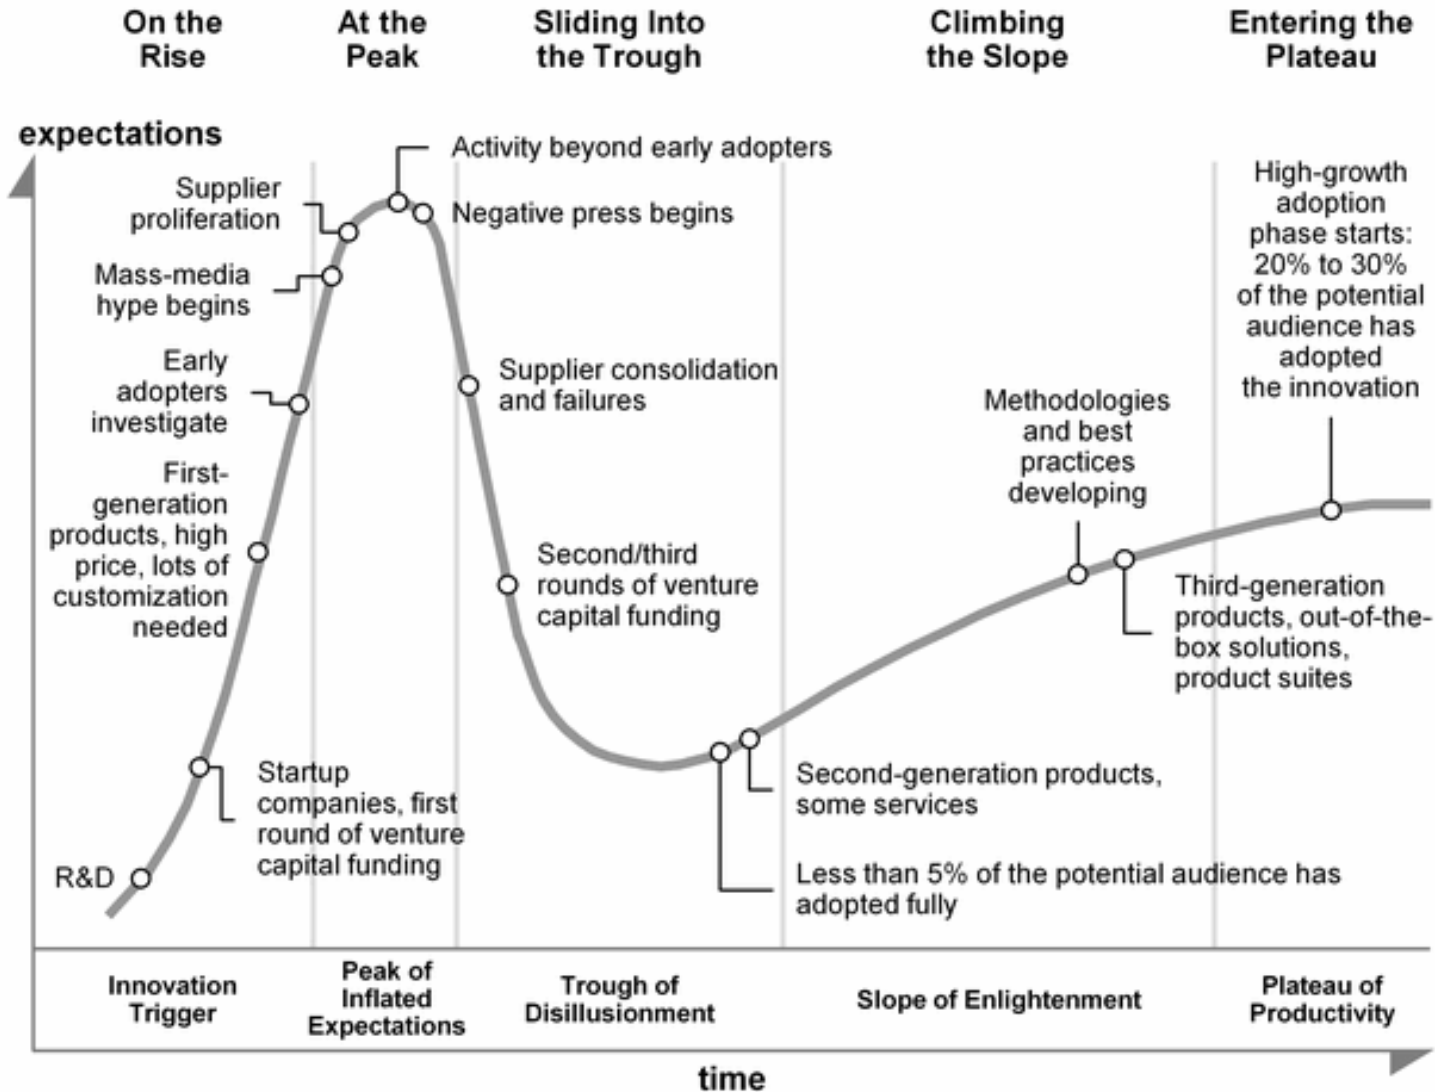 On the
Rise
At the
Peak
Sliding Into
the Trough
Climbing
the Slope
Entering the
Plateau
expectations
Activity beyond early adopters
Supplier
proliferation
Negative press begins
Mass-media
hype begins
Early
adopters
investigate
First-
generation
products, high
price, lots of
customization
needed
Startup
companies, first
round of venture
capital funding
R&D
Supplier consolidation
and failures
Second/third
rounds of venture
capital funding
Second-generation products,
some services
Less than 5% of the potential audience has
adopted fully
Methodologies
and best
practices
developing
Third-generation
products, out-of-the-
box solutions,
product suites
High-growth
adoption
phase starts:
20% to 30%
of the potential
audience has
adopted
the innovation
Innovation
Trigger
Peak of
Inflated
Expectations
Trough of
Disillusionment
Slope of Enlightenment
Plateau of
Productivity
time